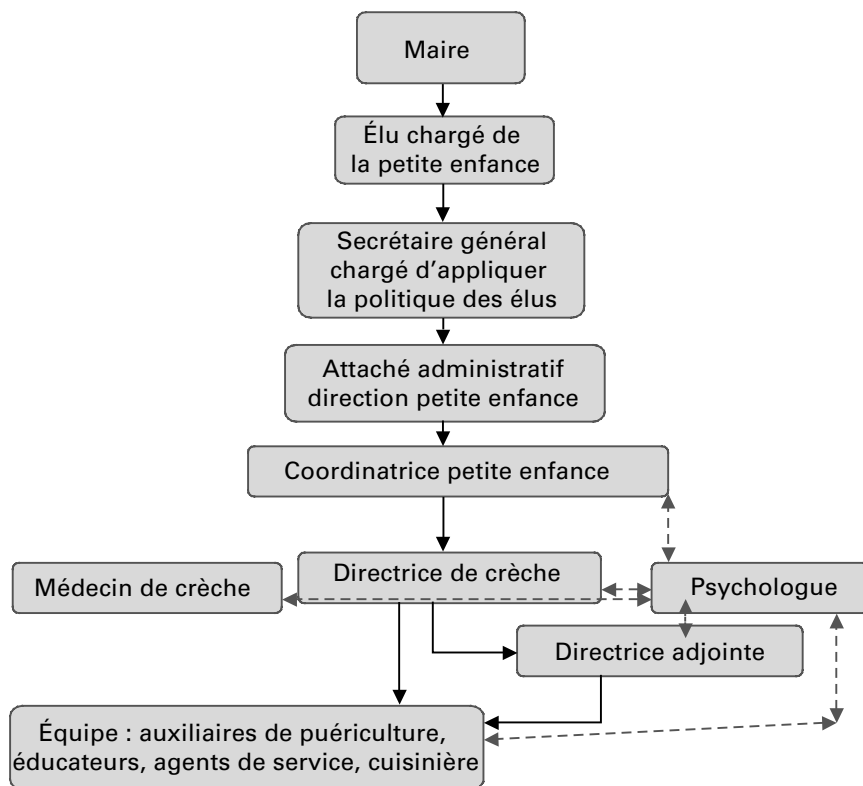 Maire
Élu chargé de
la petite enfance
Secrétaire général
chargé d’appliquer
la politique des élus
Attaché administratif
direction petite enfance
Coordinatrice petite enfance
Médecin de crèche
Directrice de crèche
Psychologue
Directrice adjointe
Équipe : auxiliaires de puériculture,
éducateurs, agents de service, cuisinière